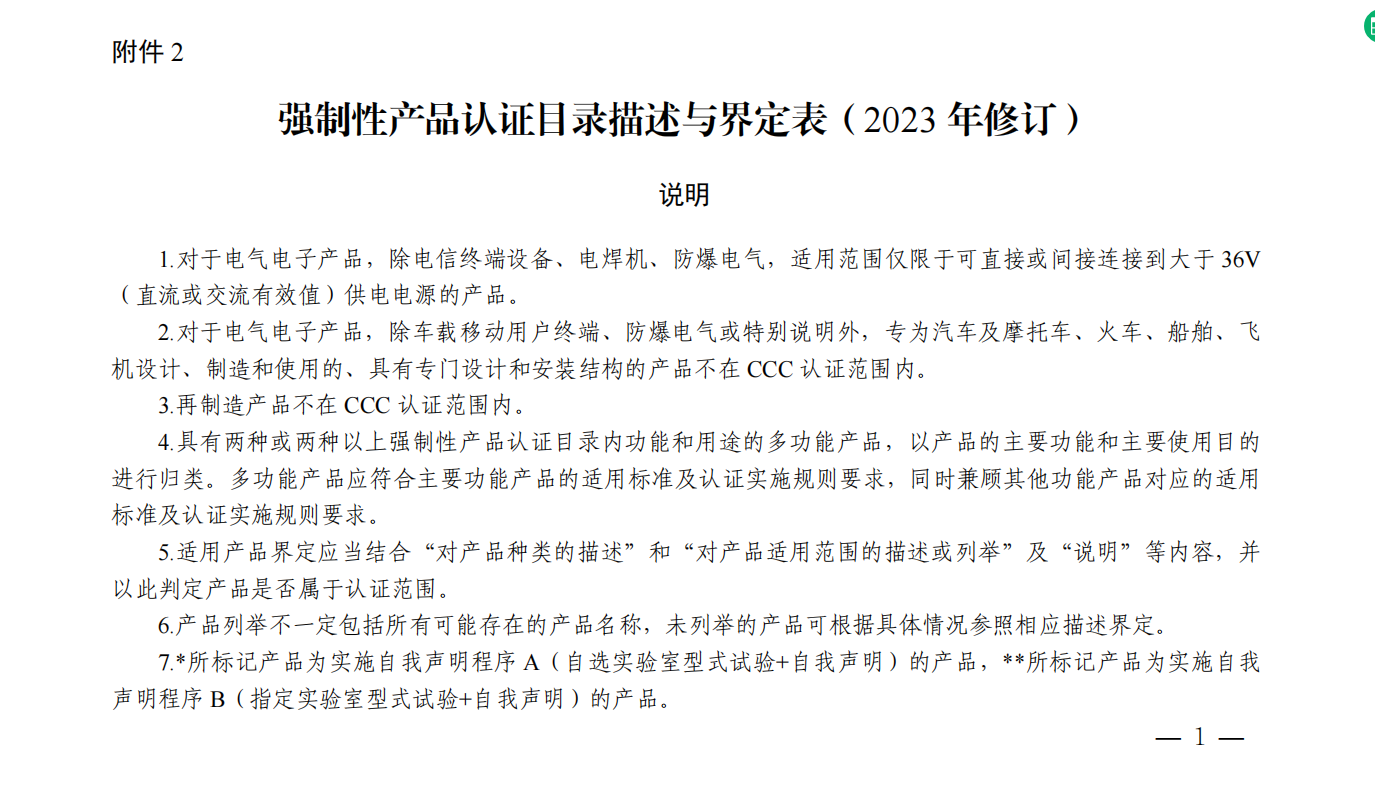 附件 2
强制性产品认证目录描述与界定表（2023 年修订）
说明
1.对于电气电子产品，除电信终端设备、电焊机、防爆电气，适用范围仅限于可直接或间接连接到大于 36V
（直流或交流有效值）供电电源的产品。
2.对于电气电子产品，除车载移动用户终端、防爆电气或特别说明外，专为汽车及摩托车、火车、船舶、飞
机设计、制造和使用的、具有专门设计和安装结构的产品不在 CCC 认证范围内。
3.再制造产品不在 CCC 认证范围内。
4.具有两种或两种以上强制性产品认证目录内功能和用途的多功能产品，以产品的主要功能和主要使用目的
进行归类。多功能产品应符合主要功能产品的适用标准及认证实施规则要求，同时兼顾其他功能产品对应的适用
标准及认证实施规则要求。
5.适用产品界定应当结合“对产品种类的描述”和“对产品适用范围的描述或列举”及“说明”等内容，并
以此判定产品是否属于认证范围。
6.产品列举不一定包括所有可能存在的产品名称，未列举的产品可根据具体情况参照相应描述界定。
7.*所标记产品为实施自我声明程序 A（自选实验室型式试验+自我声明）的产品，**所标记产品为实施自我
声明程序 B（指定实验室型式试验+自我声明）的产品。
— 1 —